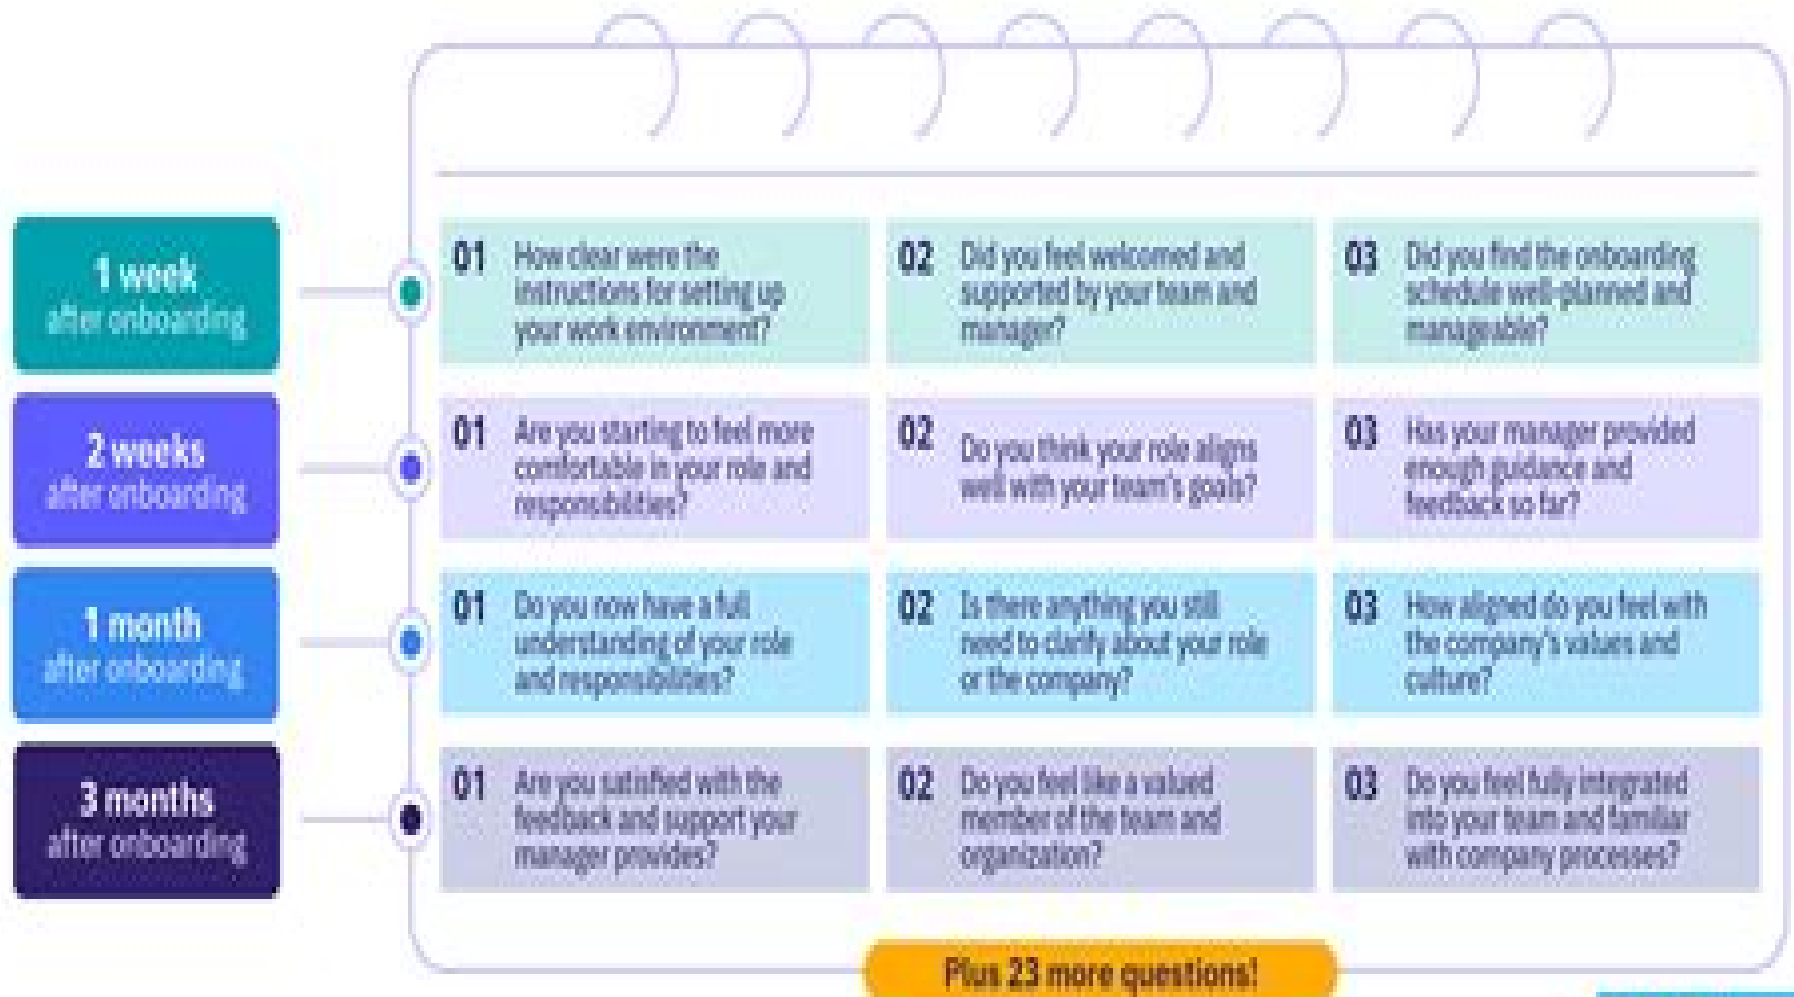 1 week
after onboarding
01
How clear were the
instructions for setting up
your work environment?
02
Did you feel welcomed and
supported by your team and
manager?
03
Did you find the onboarding
schedule well-planned and
manageable?
2 weeks
after onboarding
01
Are you starting to feel more
comfortable in your role and
responsibilities?
02
Do you think your role aligns
well with your team's goals?
03
Has your manager provided
enough guidance and
feedback so far?
1 month
after onboarding
01
Do you now have a full
understanding of your role
and responsibilities?
02
Is there anything you still
need to clarify about your role
or the company?
03
How aligned do you feel with
the company's values and
culture?
3 months
after onboarding
01
Are you satisfied with the
feedback and support your
manager provides?
02
Do you feel like a valued
member of the team and
organization?
03
Do you feel fully integrated
into your team and familiar
with company processes?
Plus 23 more questions!